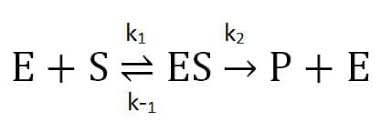 k₁ k₂
E + S ⇌ ES → P + E
k-₁